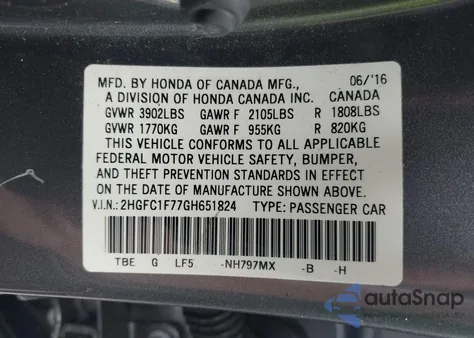 MFD. BY HONDA OF CANADA MFG., 06/'16
A DIVISION OF HONDA CANADA INC. CANADA
GVWR 3902LBS GAWR F 2105LBS R 1808LBS
GVWR 1770KG GAWR F 955KG R 820KG
THIS VEHICLE CONFORMS TO ALL APPLICABLE
FEDERAL MOTOR VEHICLE SAFETY, BUMPER,
AND THEFT PREVENTION STANDARDS IN EFFECT
ON THE DATE OF MANUFACTURE SHOWN ABOVE.
V.I.N.: 2HGFC1F77GH651824 TYPE: PASSENGER CAR
TBE G LF5 -NH797MX -B -H
autoSnap